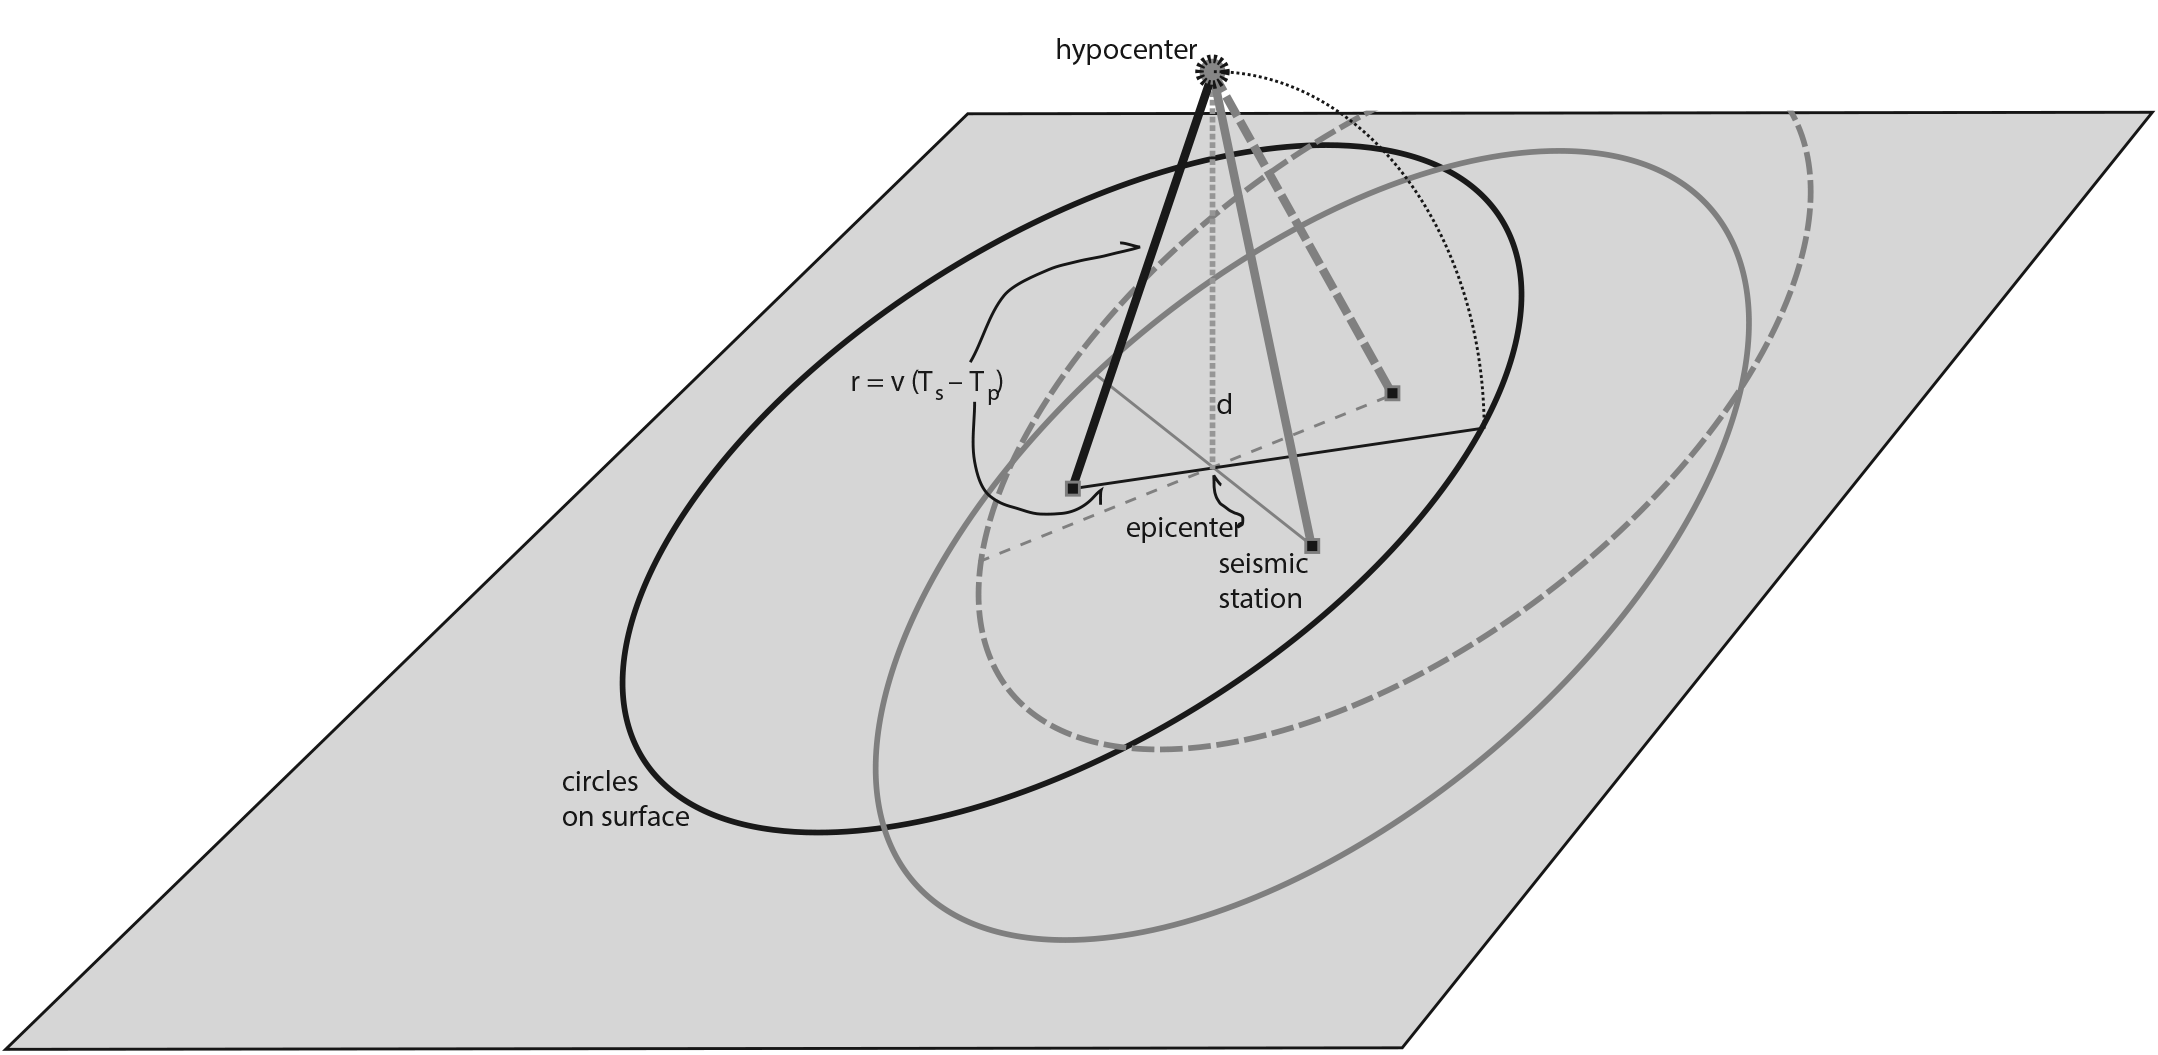 hypocenter
r = v (Ts – Tp)
d
epicenter
seismic
station
circles
on surface